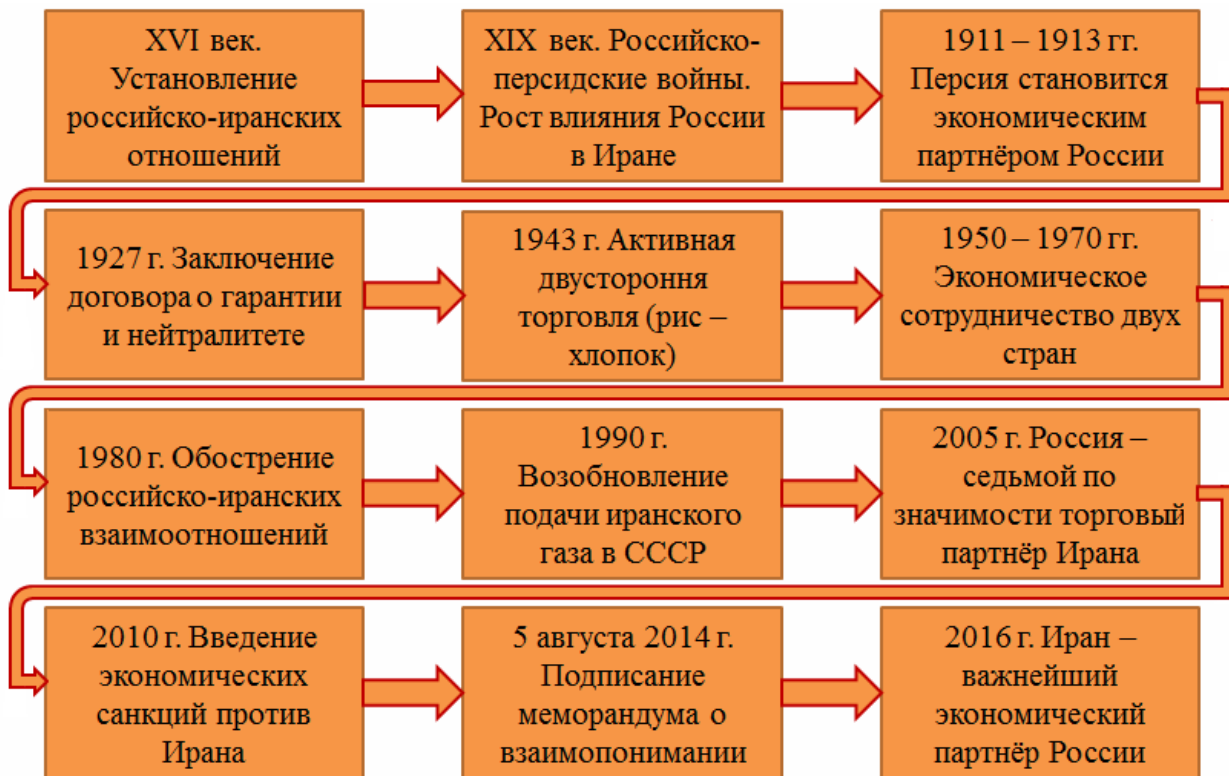 XVI век.
Установление
российско-иранских
отношений
XIX век. Российско-
персидские войны.
Рост влияния России
в Иране
1911 – 1913 гг.
Персия становится
экономическим
партнёром России
1927 г. Заключение
договора о гарантии
и нейтралитете
1943 г. Активная
двустороння
торговля (рис –
хлопок)
1950 – 1970 гг.
Экономическое
сотрудничество двух
стран
1980 г. Обострение
российско-иранских
взаимоотношений
1990 г.
Возобновление
подачи иранского
газа в СССР
2005 г. Россия –
седьмой по
значимости торговый
партнёр Ирана
2010 г. Введение
экономических
санкций против
Ирана
5 августа 2014 г.
Подписание
меморандума о
взаимопонимании
2016 г. Иран –
важнейший
экономический
партнёр России